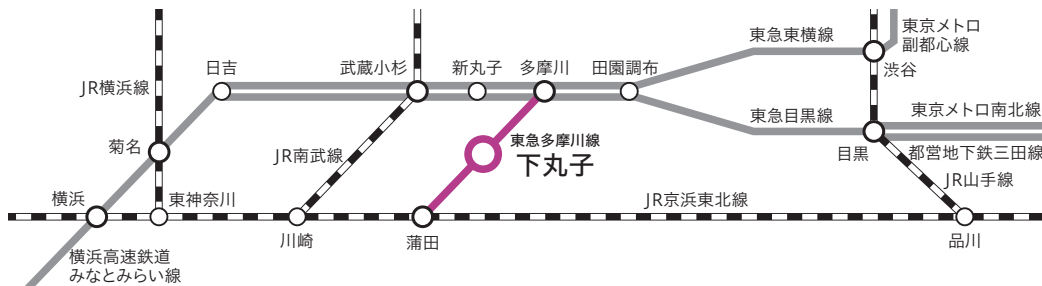 東急東横線
東京メトロ
副都心線
日吉
武蔵小杉
新丸子
多摩川
田園調布
渋谷
JR横浜線
東急目黒線
東京メトロ南北線
菊名
JR南武線
東急多摩川線
下丸子
目黒
都営地下鉄三田線
JR山手線
横浜
東神奈川
JR京浜東北線
川崎
蒲田
品川
横浜高速鉄道
みなとみらい線